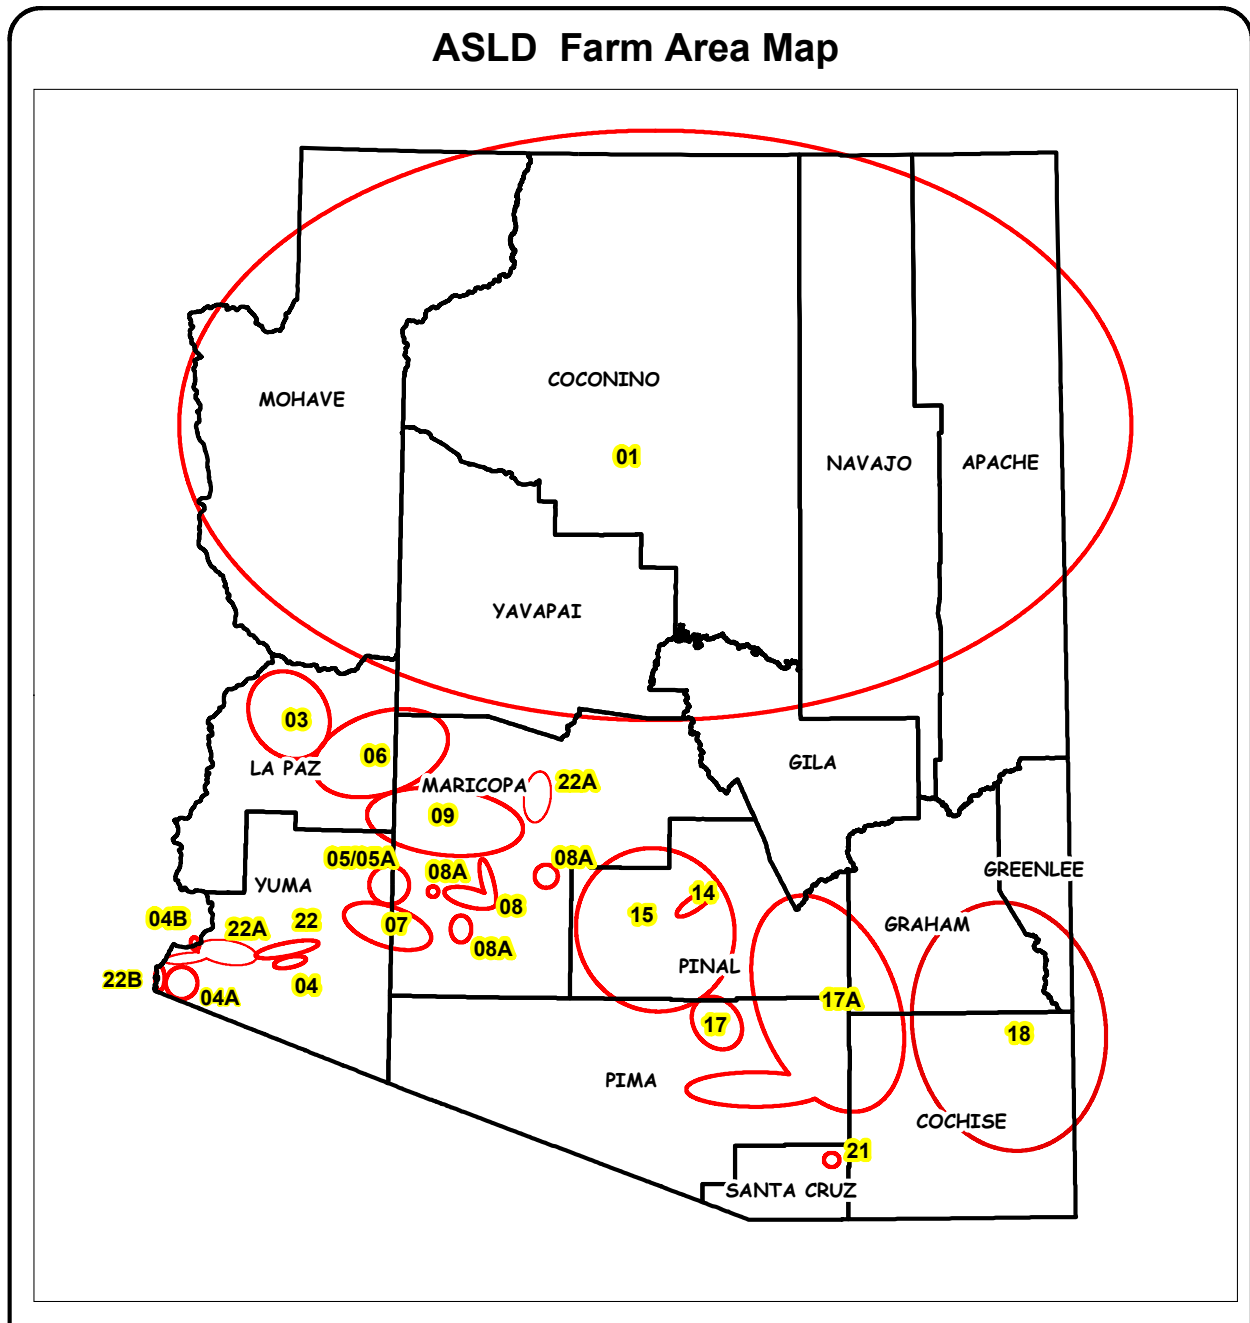 ASLD Farm Area Map
COCONINO
MOHAVE
01
NAVAJO
APACHE
YAVAPAI
03
06
LA PAZ
GILA
MARICOPA
22A
09
05/05A
08A
08A
GREENLEE
YUMA
14
08
15
04B
22A
22
07
GRAHAM
08A
PINAL
22B
04A
04
17A
17
18
PIMA
COCHISE
21
SANTA CRUZ